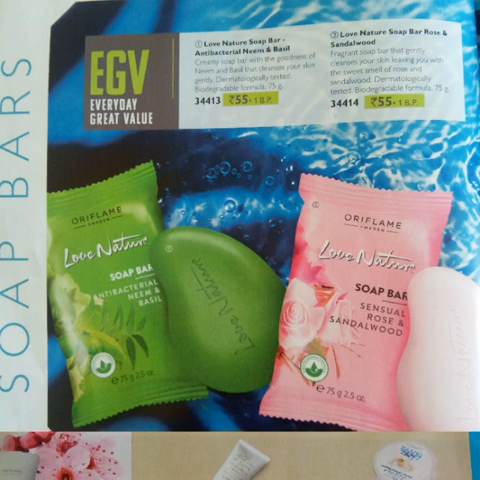 SOAP BARS
EGV
EVERYDAY
GREAT VALUE
① Love Nature Soap Bar -
Antibacterial Neem & Basil
Creamy soap bar with the goodness of
Neem and Basil that cleanses your skin
gently. Dermatologically tested.
Biodegradable formula. 75 g.
34413 ₹55 • 1 B.P.
② Love Nature Soap Bar Rose &
Sandalwood
Fragrant soap bar that gently
cleanses your skin leaving you with
the sweet smell of rose and
sandalwood. Dermatologically
tested. Biodegradable formula. 75 g.
34414 ₹55 • 1 B.P.
ORIFLAME
SWEDEN
Love Nature
SOAP BAR
ANTIBACTERIAL
NEEM &
BASIL
℮ 75 g 2.5 oz.
①
Love Nature
ORIFLAME
SWEDEN
Love Nature
SOAP BAR
SENSUAL
ROSE &
SANDALWOOD
℮ 75 g 2.5 oz.